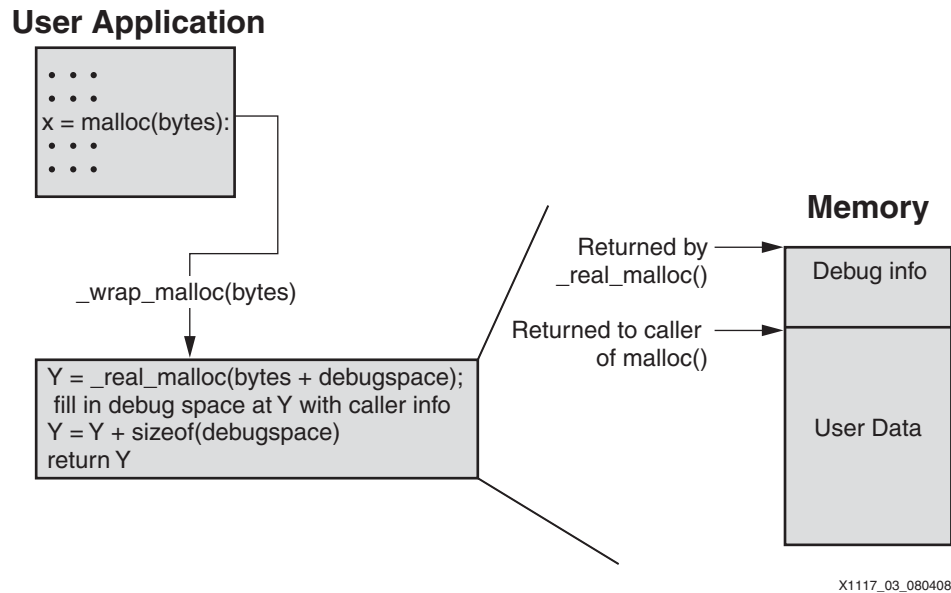 User Application
• • •
• • •
x = malloc(bytes):
• • •
• • •
_wrap_malloc(bytes)
Y = _real_malloc(bytes + debugspace);
fill in debug space at Y with caller info
Y = Y + sizeof(debugspace)
return Y
Memory
Returned by
_real_malloc()
Debug info
Returned to caller
of malloc()
User Data
X1117_03_080408